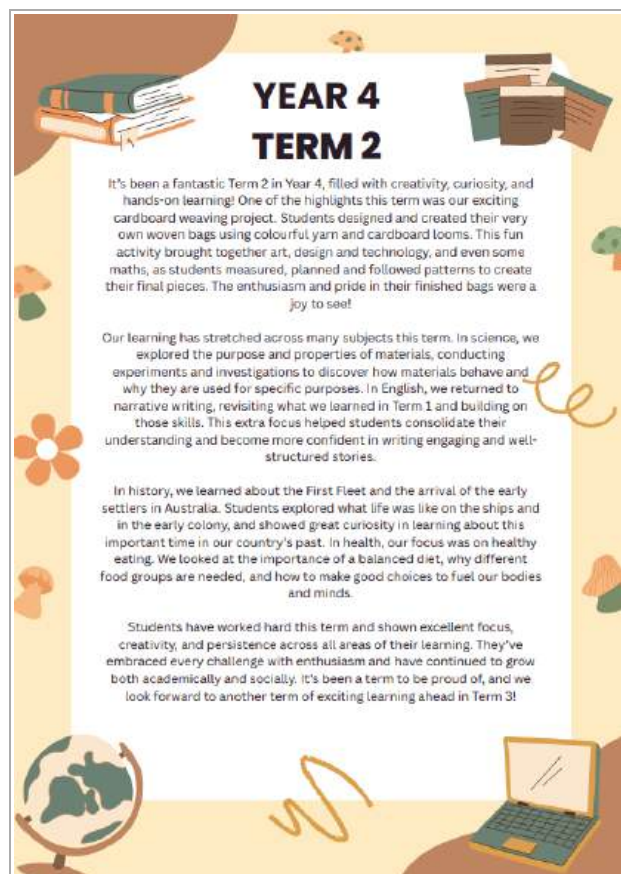 YEAR 4
TERM 2
It's been a fantastic Term 2 in Year 4, filled with creativity, curiosity, and
hands-on learning! One of the highlights this term was our exciting
cardboard weaving project. Students designed and created their very
own woven bags using colourful yarn and cardboard looms. This fun
activity brought together art, design and technology, and even some
maths, as students measured, planned and followed patterns to create
their final pieces. The enthusiasm and pride in their finished bags were a
joy to see!
Our learning has stretched across many subjects this term. In science, we
explored the purpose and properties of materials, conducting
experiments and investigations to discover how materials behave and
why they are used for specific purposes. In English, we returned to
narrative writing, revisiting what we learned in Term 1 and building on
those skills. This extra focus helped students consolidate their
understanding and become more confident in writing engaging and well-
structured stories.
In history, we learned about the First Fleet and the arrival of the early
settlers in Australia. Students explored what life was like on the ships and
in the early colony, and showed great curiosity in learning about this
important time in our country's past. In health, our focus was on healthy
eating. We looked at the importance of a balanced diet, why different
food groups are needed, and how to make good choices to fuel our bodies
and minds.
Students have worked hard this term and shown excellent focus,
creativity, and persistence across all areas of their learning. They've
embraced every challenge with enthusiasm and have continued to grow
both academically and socially. It's been a term to be proud of, and we
look forward to another term of exciting learning ahead in Term 3!